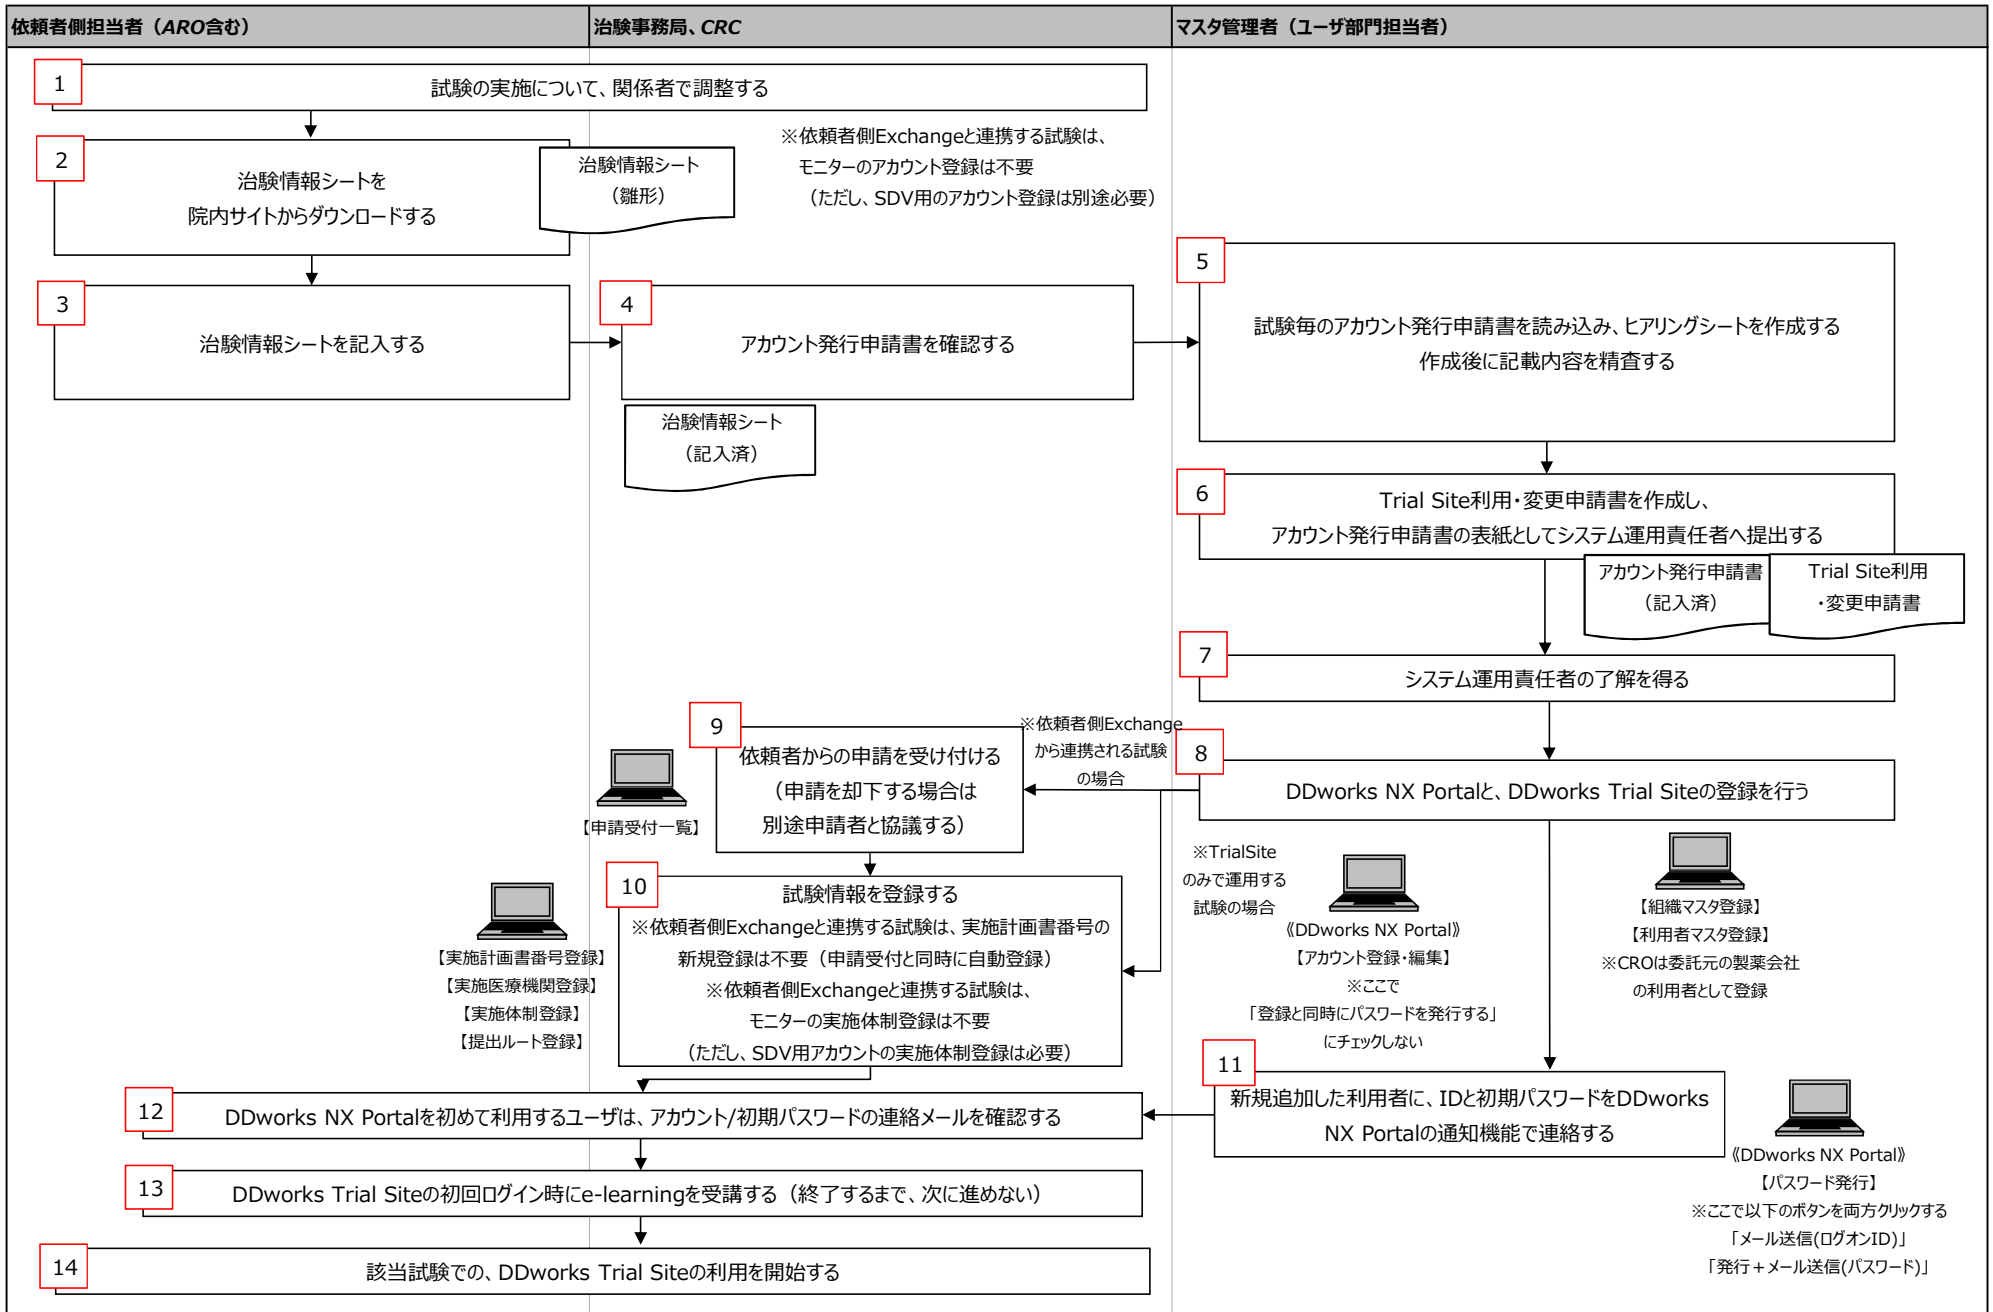 依頼者側担当者（ARO含む）
治験事務局、CRC
マスタ管理者（ユーザ部門担当者）
1
試験の実施について、関係者で調整する
2
治験情報シートを
院内サイトからダウンロードする
治験情報シート
（雛形）
※依頼者側Exchangeと連携する試験は、
モニターのアカウント登録は不要
（ただし、SDV用のアカウント登録は別途必要）
3
治験情報シートを記入する
4
アカウント発行申請書を確認する
治験情報シート
（記入済）
5
試験毎のアカウント発行申請書を読み込み、ヒアリングシートを作成する
作成後に記載内容を精査する
6
Trial Site利用・変更申請書を作成し、
アカウント発行申請書の表紙としてシステム運用責任者へ提出する
アカウント発行申請書
（記入済）
Trial Site利用
・変更申請書
7
システム運用責任者の了解を得る
8
DDworks NX Portalと、DDworks Trial Siteの登録を行う
※依頼者側Exchange
から連携される試験
の場合
9
依頼者からの申請を受け付ける
（申請を却下する場合は
別途申請者と協議する）
【申請受付一覧】
※TrialSite
のみで運用する
試験の場合
《DDworks NX Portal》
【アカウント登録・編集】
※ここで
「登録と同時にパスワードを発行する」
にチェックしない
【組織マスタ登録】
【利用者マスタ登録】
※CROは委託元の製薬会社
の利用者として登録
10
試験情報を登録する
※依頼者側Exchangeと連携する試験は、実施計画書番号の
新規登録は不要（申請受付と同時に自動登録）
※依頼者側Exchangeと連携する試験は、
モニターの実施体制登録は不要
（ただし、SDV用アカウントの実施体制登録は必要）
【実施計画書番号登録】
【実施医療機関登録】
【実施体制登録】
【提出ルート登録】
11
新規追加した利用者に、IDと初期パスワードをDDworks
NX Portalの通知機能で連絡する
《DDworks NX Portal》
【パスワード発行】
※ここで以下のボタンを両方クリックする
「メール送信(ログオンID)」
「発行＋メール送信(パスワード)」
12
DDworks NX Portalを初めて利用するユーザは、アカウント/初期パスワードの連絡メールを確認する
13
DDworks Trial Siteの初回ログイン時にe-learningを受講する（終了するまで、次に進めない）
14
該当試験での、DDworks Trial Siteの利用を開始する